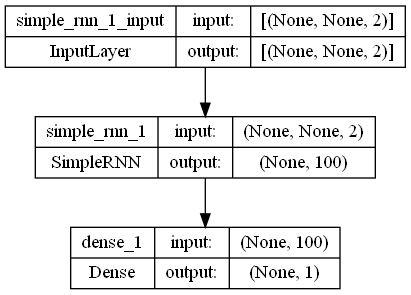 simple_rnn_1_input input: [(None, None, 2)]
InputLayer output: [(None, None, 2)]
simple_rnn_1 input: (None, None, 2)
SimpleRNN output: (None, 100)
dense_1 input: (None, 100)
Dense output: (None, 1)